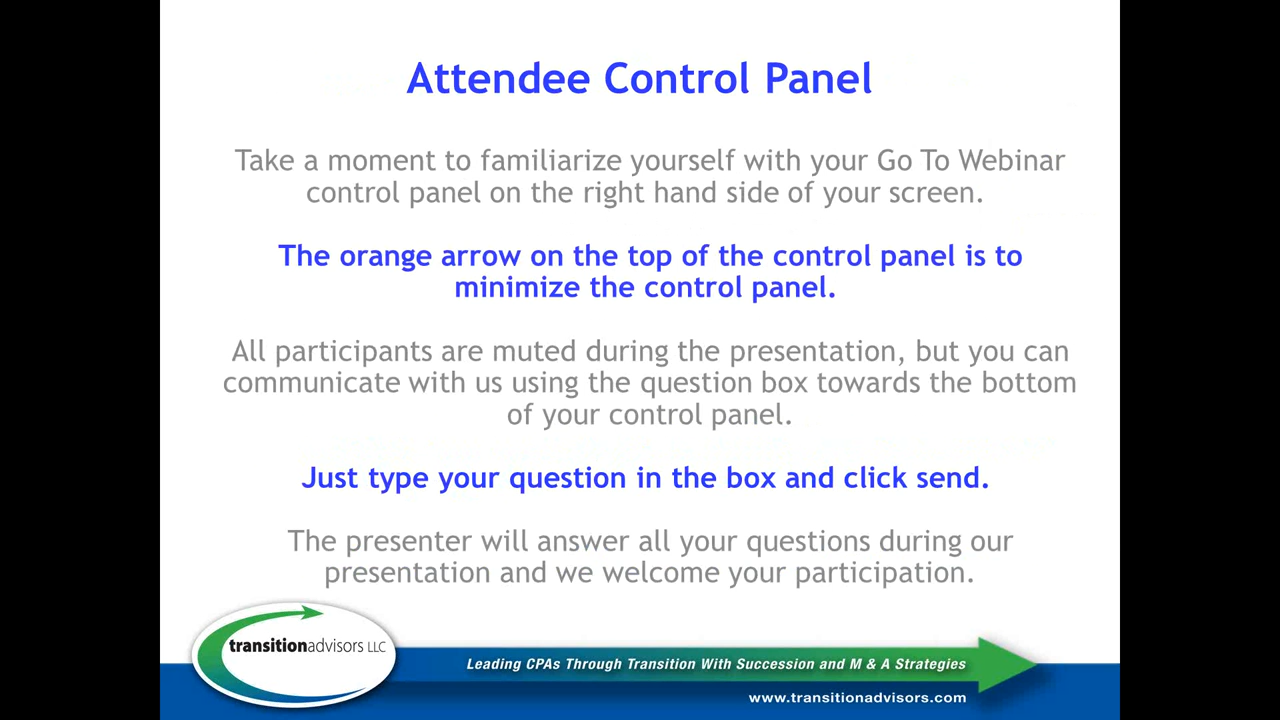 Attendee Control Panel
Take a moment to familiarize yourself with your Go To Webinar
control panel on the right hand side of your screen.
The orange arrow on the top of the control panel is to
minimize the control panel.
All participants are muted during the presentation, but you can
communicate with us using the question box towards the bottom
of your control panel.
Just type your question in the box and click send.
The presenter will answer all your questions during our
presentation and we welcome your participation.
transitionadvisors LLC
Leading CPAs Through Transition With Succession and M & A Strategies
www.transitionadvisors.com